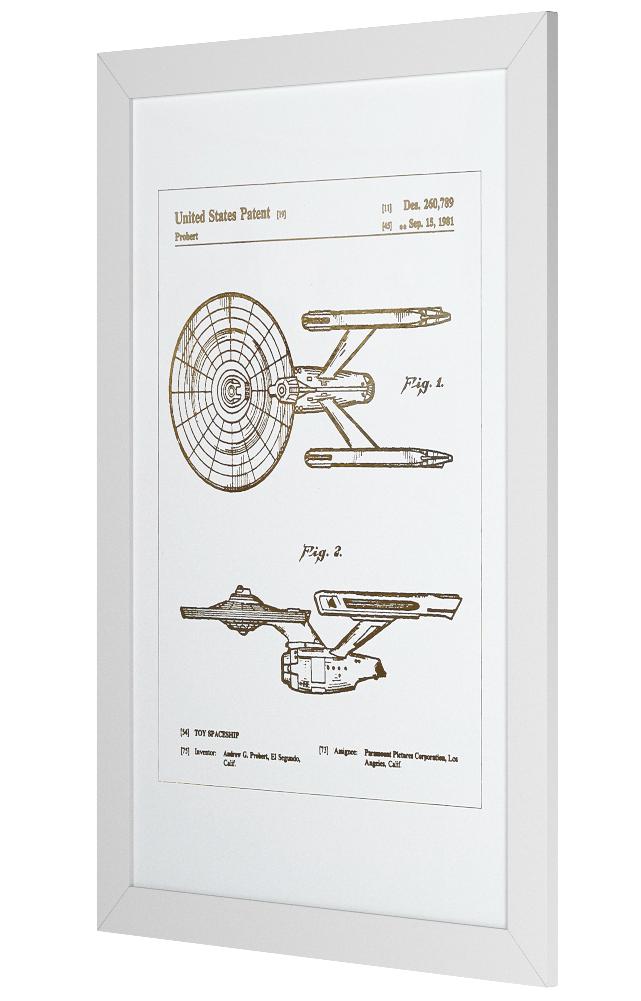 United States Patent [19] [11] Des. 260,789
Probert [45] ** Sep. 15, 1981
Fig. 1.
Fig. 2.
[54] TOY SPACESHIP
[75] Inventor: Andrew G. Probert, El Segundo, Calif.
[73] Assignee: Paramount Pictures Corporation, Los Angeles, Calif.